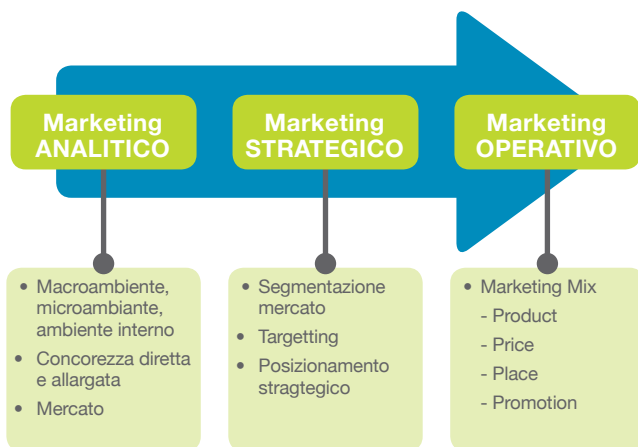 Marketing
ANALITICO
Marketing
STRATEGICO
Marketing
OPERATIVO
• Macroambiente,
microambiante,
ambiente interno
• Concorezza diretta
e allargata
• Mercato
• Segmentazione
mercato
• Targetting
• Posizionamento
stragtegico
• Marketing Mix
- Product
- Price
- Place
- Promotion